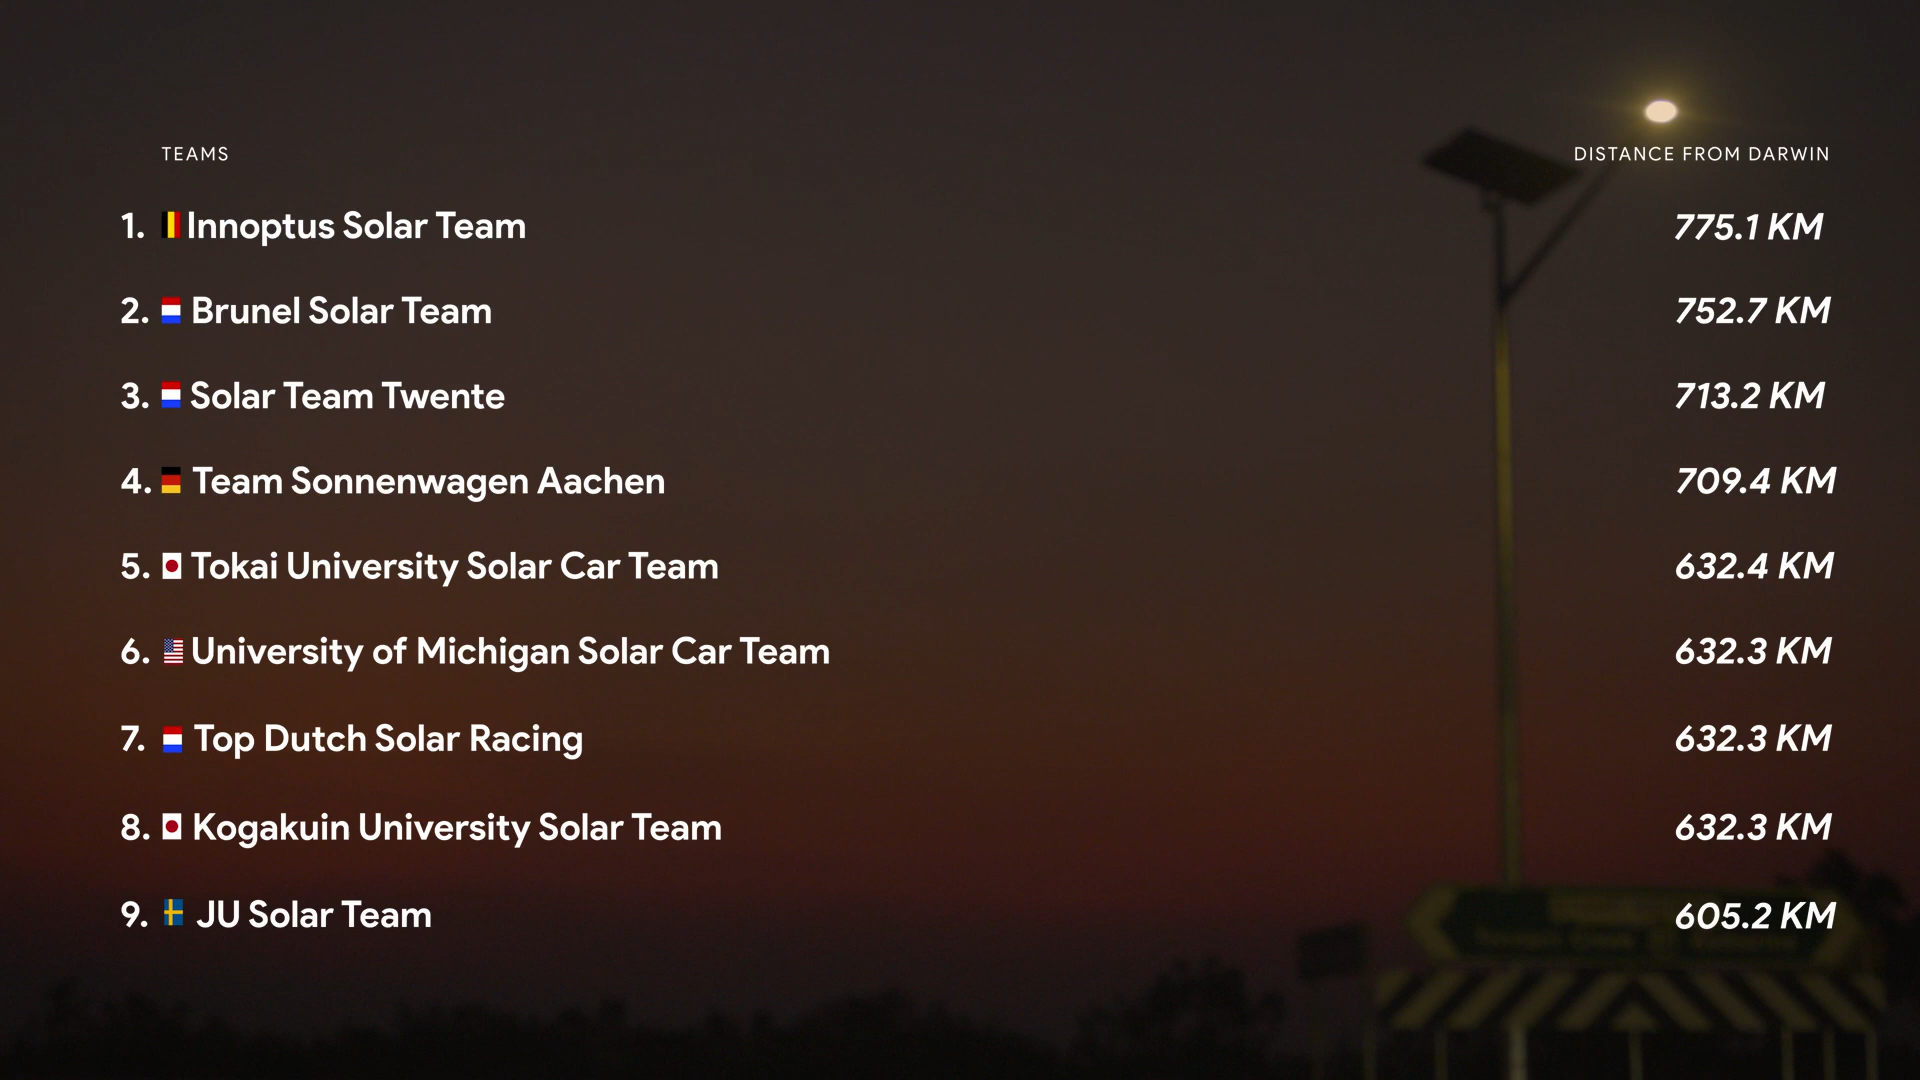 TEAMS DISTANCE FROM DARWIN
1. Innoptus Solar Team 775.1 KM
2. Brunel Solar Team 752.7 KM
3. Solar Team Twente 713.2 KM
4. Team Sonnenwagen Aachen 709.4 KM
5. Tokai University Solar Car Team 632.4 KM
6. University of Michigan Solar Car Team 632.3 KM
7. Top Dutch Solar Racing 632.3 KM
8. Kogakuin University Solar Team 632.3 KM
9. JU Solar Team 605.2 KM